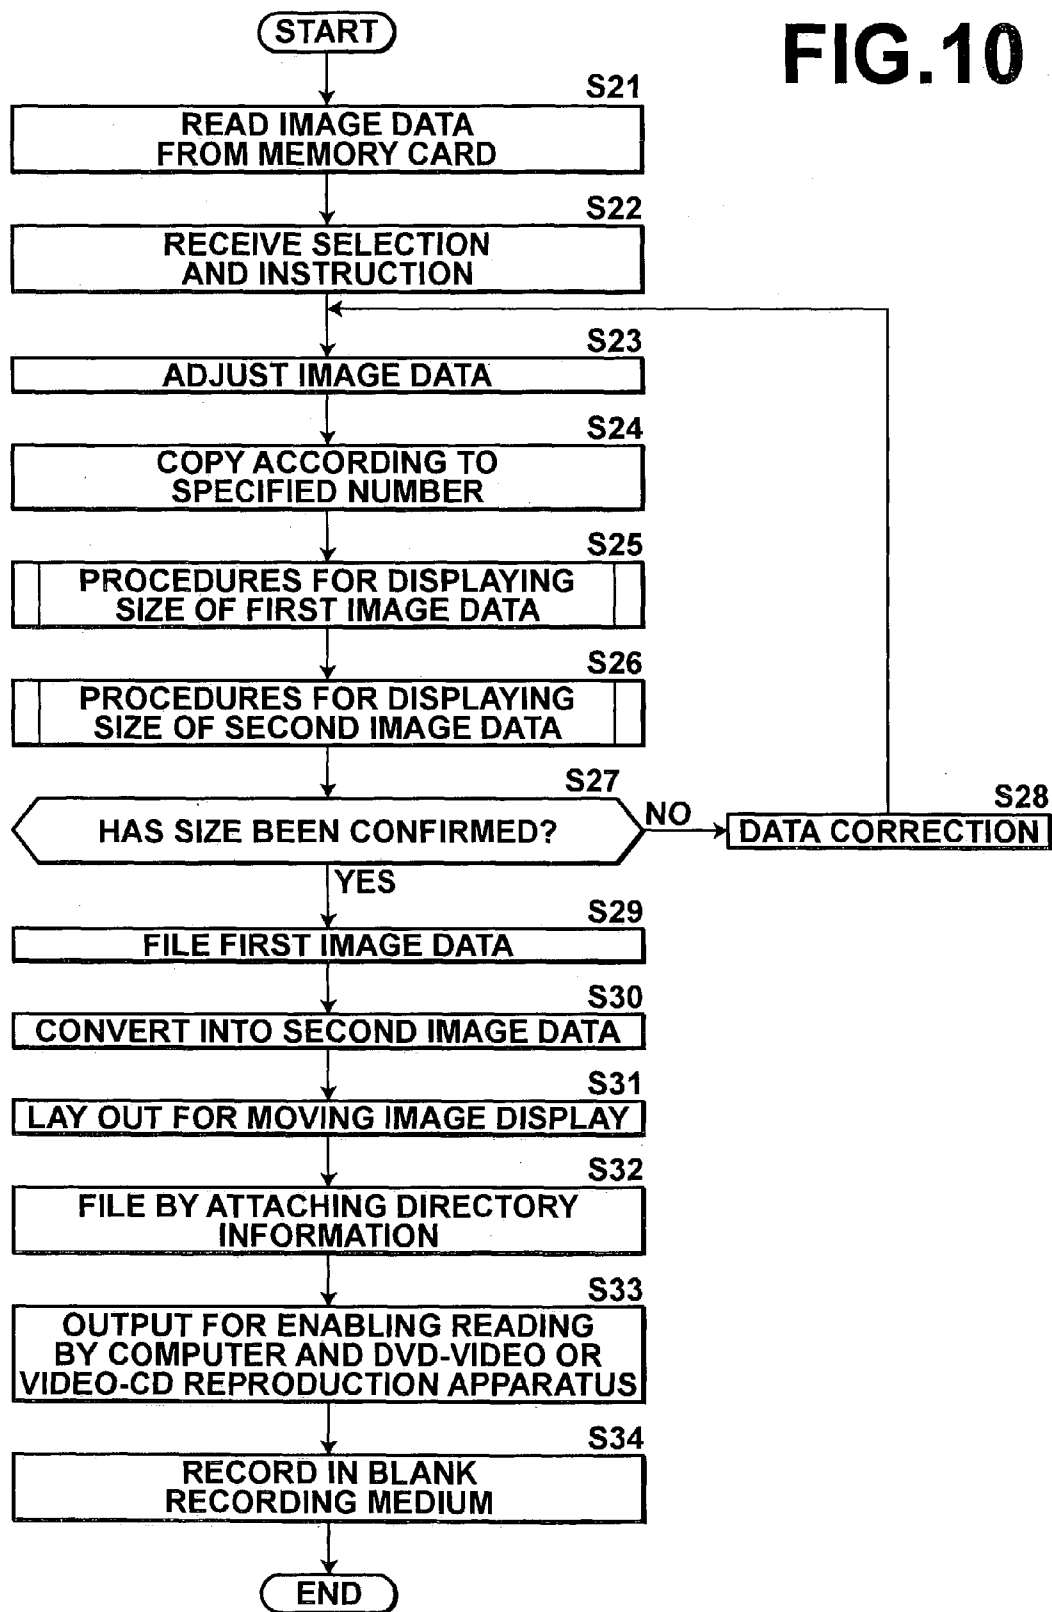 FIG.10
START
S21
READ IMAGE DATA
FROM MEMORY CARD
S22
RECEIVE SELECTION
AND INSTRUCTION
S23
ADJUST IMAGE DATA
S24
COPY ACCORDING TO
SPECIFIED NUMBER
S25
PROCEDURES FOR DISPLAYING
SIZE OF FIRST IMAGE DATA
S26
PROCEDURES FOR DISPLAYING
SIZE OF SECOND IMAGE DATA
S27
HAS SIZE BEEN CONFIRMED?
NO
S28
DATA CORRECTION
YES
S29
FILE FIRST IMAGE DATA
S30
CONVERT INTO SECOND IMAGE DATA
S31
LAY OUT FOR MOVING IMAGE DISPLAY
S32
FILE BY ATTACHING DIRECTORY
INFORMATION
S33
OUTPUT FOR ENABLING READING
BY COMPUTER AND DVD-VIDEO OR
VIDEO-CD REPRODUCTION APPARATUS
S34
RECORD IN BLANK
RECORDING MEDIUM
END